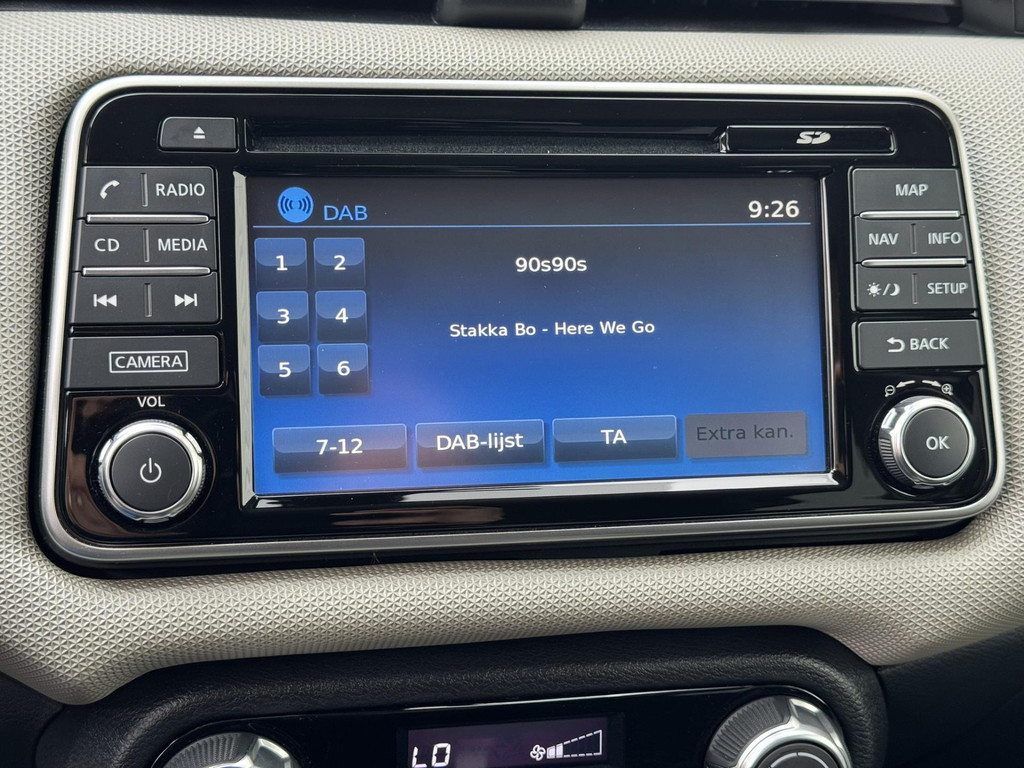 SD
RADIO
MAP
DAB
9:26
CD
MEDIA
NAV
INFO
1
2
90s90s
3
4
Stakka Bo - Here We Go
SETUP
5
6
CAMERA
BACK
VOL
7-12
DAB-lijst
TA
Extra kan.
OK
LO